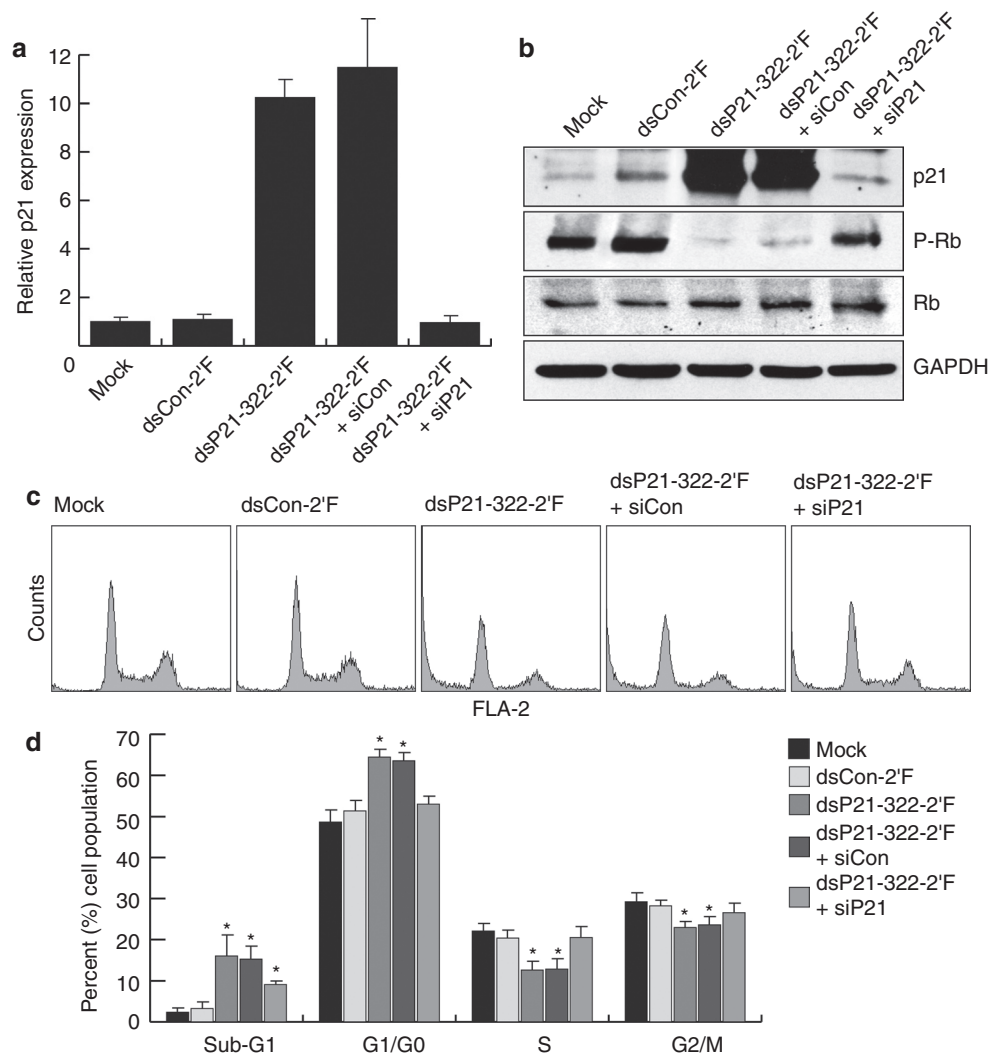 a
Relative p21 expression
12
10
8
6
4
2
0
Mock
dsCon-2'F
dsP21-322-2'F
dsP21-322-2'F
+ siCon
dsP21-322-2'F
+ siP21
b
Mock
dsCon-2'F
dsP21-322-2'F
dsP21-322-2'F
+ siCon
dsP21-322-2'F
+ siP21
p21
P-Rb
Rb
GAPDH
c
Mock
dsCon-2'F
dsP21-322-2'F
dsP21-322-2'F
+ siCon
dsP21-322-2'F
+ siP21
Counts
FLA-2
d
Percent (%) cell population
70
60
50
40
30
20
10
0
*
*
*
*
*
*
*
*
*
Sub-G1
G1/G0
S
G2/M
Mock
dsCon-2'F
dsP21-322-2'F
dsP21-322-2'F
+ siCon
dsP21-322-2'F
+ siP21